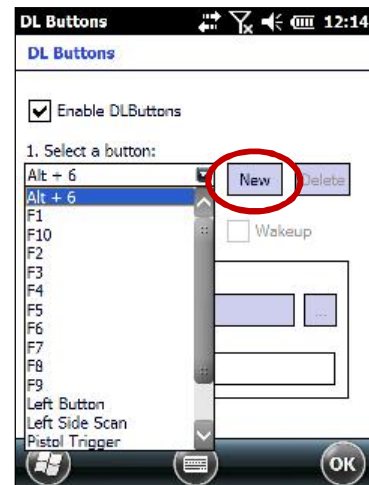 DL Buttons 12:14
DL Buttons
Enable DLButtons
1. Select a button:
Alt + 6 New Delete
Alt + 6
F1
F10 Wakeup
F2
F3
F4
F5 ...
F6
F7
F8
F9
Left Button
Left Side Scan
Pistol Trigger
OK